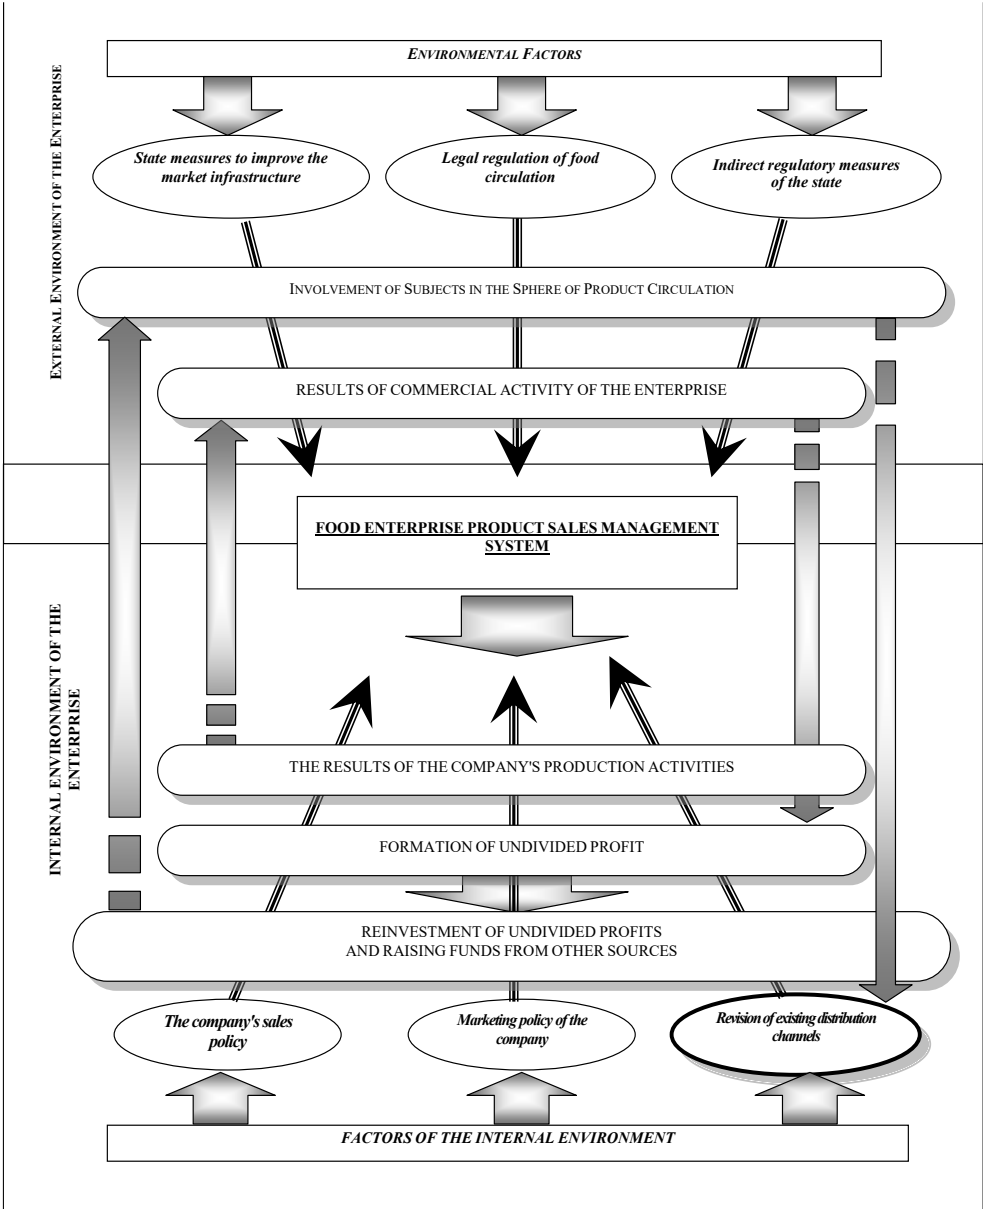 ENVIRONMENTAL FACTORS
EXTERNAL ENVIRONMENT OF THE ENTERPRISE
State measures to improve the
market infrastructure
Legal regulation of food
circulation
Indirect regulatory measures
of the state
INVOLVEMENT OF SUBJECTS IN THE SPHERE OF PRODUCT CIRCULATION
RESULTS OF COMMERCIAL ACTIVITY OF THE ENTERPRISE
FOOD ENTERPRISE PRODUCT SALES MANAGEMENT
SYSTEM
INTERNAL ENVIRONMENT OF THE
ENTERPRISE
THE RESULTS OF THE COMPANY'S PRODUCTION ACTIVITIES
FORMATION OF UNDIVIDED PROFIT
REINVESTMENT OF UNDIVIDED PROFITS
AND RAISING FUNDS FROM OTHER SOURCES
The company's sales
policy
Marketing policy of the
company
Revision of existing distribution
channels
FACTORS OF THE INTERNAL ENVIRONMENT